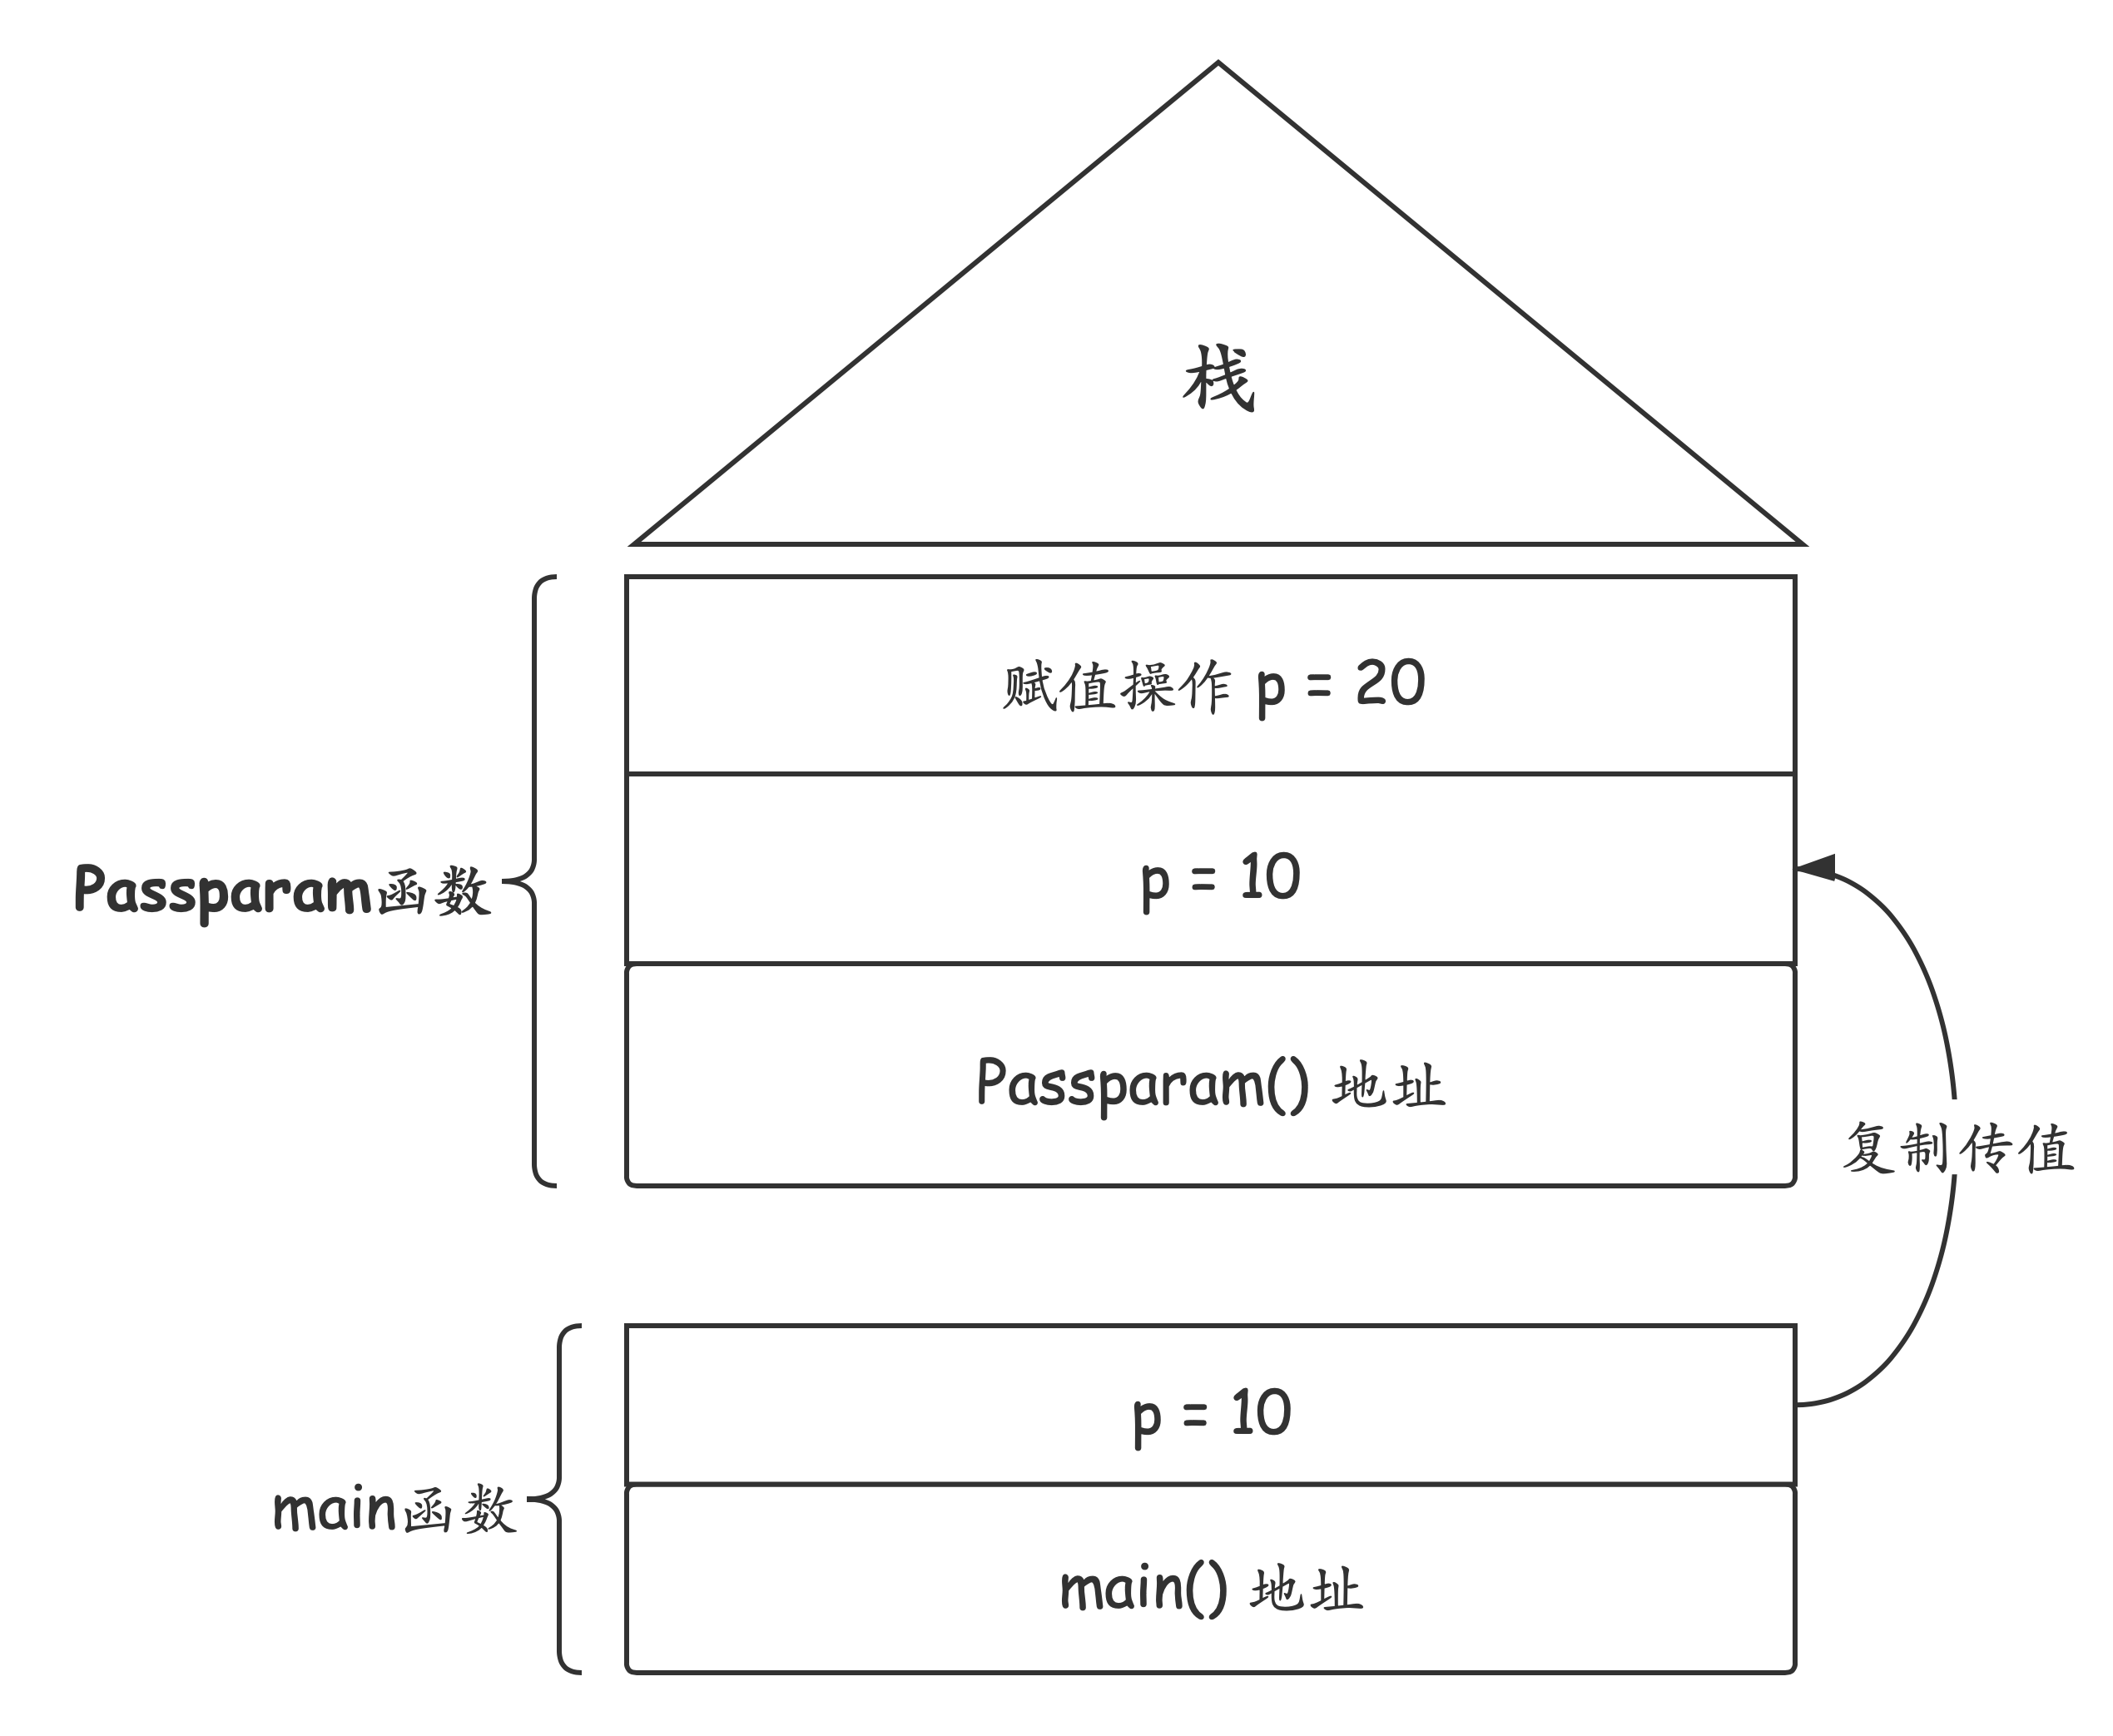 栈
赋值操作 p = 20
p = 10
Passparam函数
Passparam() 地址
复制传值
p = 10
main函数
main() 地址